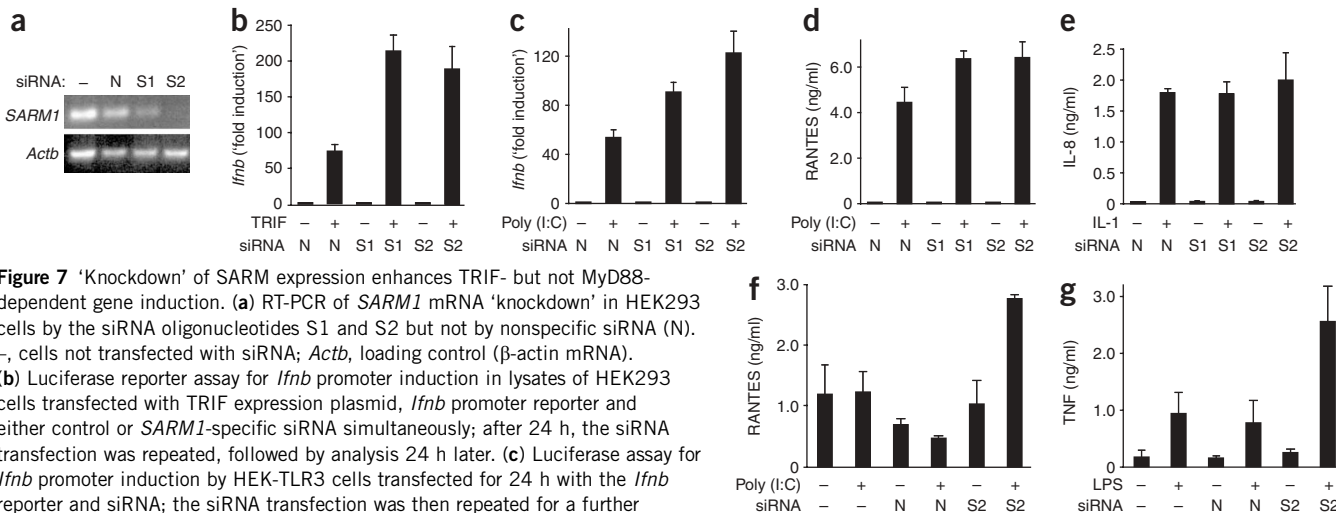 a
siRNA: – N S1 S2
SARM1
Actb
b
250
200
150
100
50
0
Ifnb (‘fold induction’)
TRIF – + – + – +
siRNA N N S1 S1 S2 S2
c
120
80
40
0
Ifnb (‘fold induction’)
Poly (I:C) – + – + – +
siRNA N N S1 S1 S2 S2
d
6.0
4.0
2.0
0
RANTES (ng/ml)
Poly (I:C) – + – + – +
siRNA N N S1 S1 S2 S2
e
2.5
2.0
1.5
1.0
0.5
0
IL-8 (ng/ml)
IL-1 – + – + – +
siRNA N N S1 S1 S2 S2
Figure 7 ‘Knockdown’ of SARM expression enhances TRIF- but not MyD88-
dependent gene induction. (a) RT-PCR of SARM1 mRNA ‘knockdown’ in HEK293
cells by the siRNA oligonucleotides S1 and S2 but not by nonspecific siRNA (N).
–, cells not transfected with siRNA; Actb, loading control (β-actin mRNA).
(b) Luciferase reporter assay for Ifnb promoter induction in lysates of HEK293
cells transfected with TRIF expression plasmid, Ifnb promoter reporter and
either control or SARM1-specific siRNA simultaneously; after 24 h, the siRNA
transfection was repeated, followed by analysis 24 h later. (c) Luciferase assay for
Ifnb promoter induction by HEK-TLR3 cells transfected for 24 h with the Ifnb
reporter and siRNA; the siRNA transfection was then repeated for a further
f
3.0
2.0
1.0
0
RANTES (ng/ml)
Poly (I:C) – + – + – +
siRNA – – N N S2 S2
g
3.0
2.0
1.0
0
TNF (ng/ml)
LPS – + – + – +
siRNA – – N N S2 S2